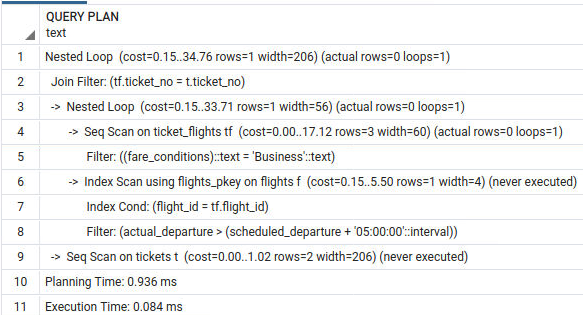 QUERY PLAN
text
1 Nested Loop (cost=0.15..34.76 rows=1 width=206) (actual rows=0 loops=1)
2 Join Filter: (tf.ticket_no = t.ticket_no)
3 -> Nested Loop (cost=0.15..33.71 rows=1 width=56) (actual rows=0 loops=1)
4 -> Seq Scan on ticket_flights tf (cost=0.00..17.12 rows=3 width=60) (actual rows=0 loops=1)
5 Filter: ((fare_conditions)::text = 'Business'::text)
6 -> Index Scan using flights_pkey on flights f (cost=0.15..5.50 rows=1 width=4) (never executed)
7 Index Cond: (flight_id = tf.flight_id)
8 Filter: (actual_departure > (scheduled_departure + '05:00:00'::interval))
9 -> Seq Scan on tickets t (cost=0.00..1.02 rows=2 width=206) (never executed)
10 Planning Time: 0.936 ms
11 Execution Time: 0.084 ms